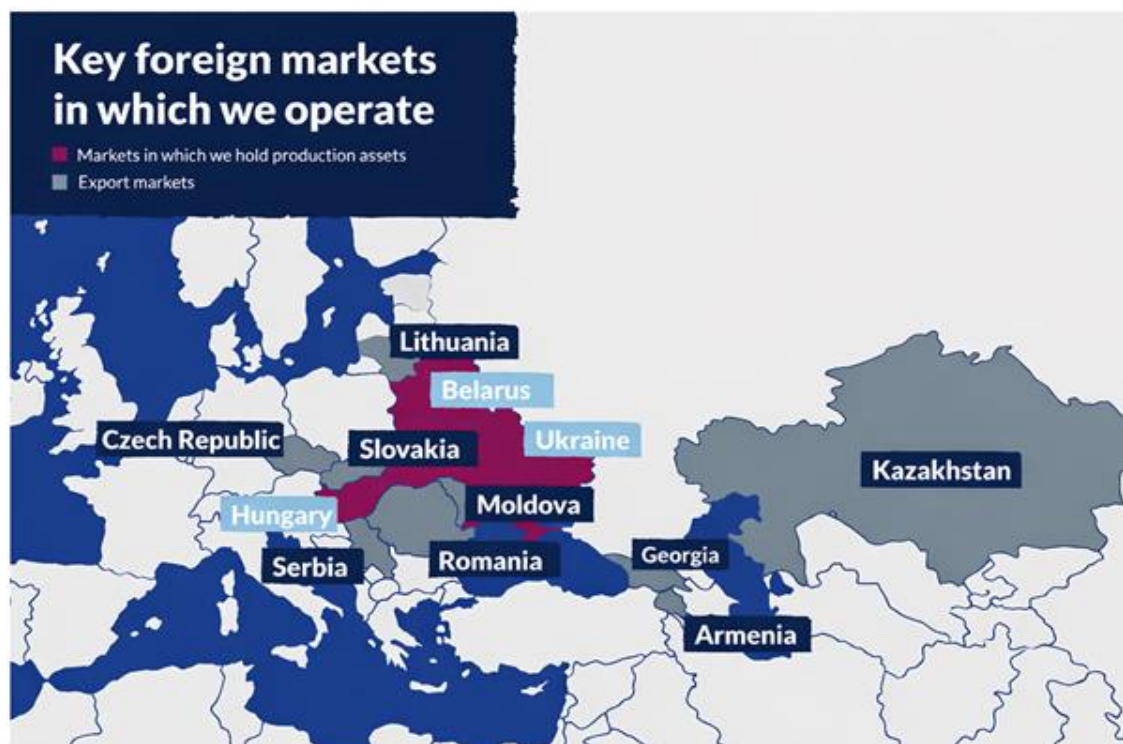 Key foreign markets
in which we operate
Markets in which we hold production assets
Export markets
Lithuania
Belarus
Czech Republic
Slovakia
Ukraine
Kazakhstan
Hungary
Moldova
Serbia
Romania
Georgia
Armenia